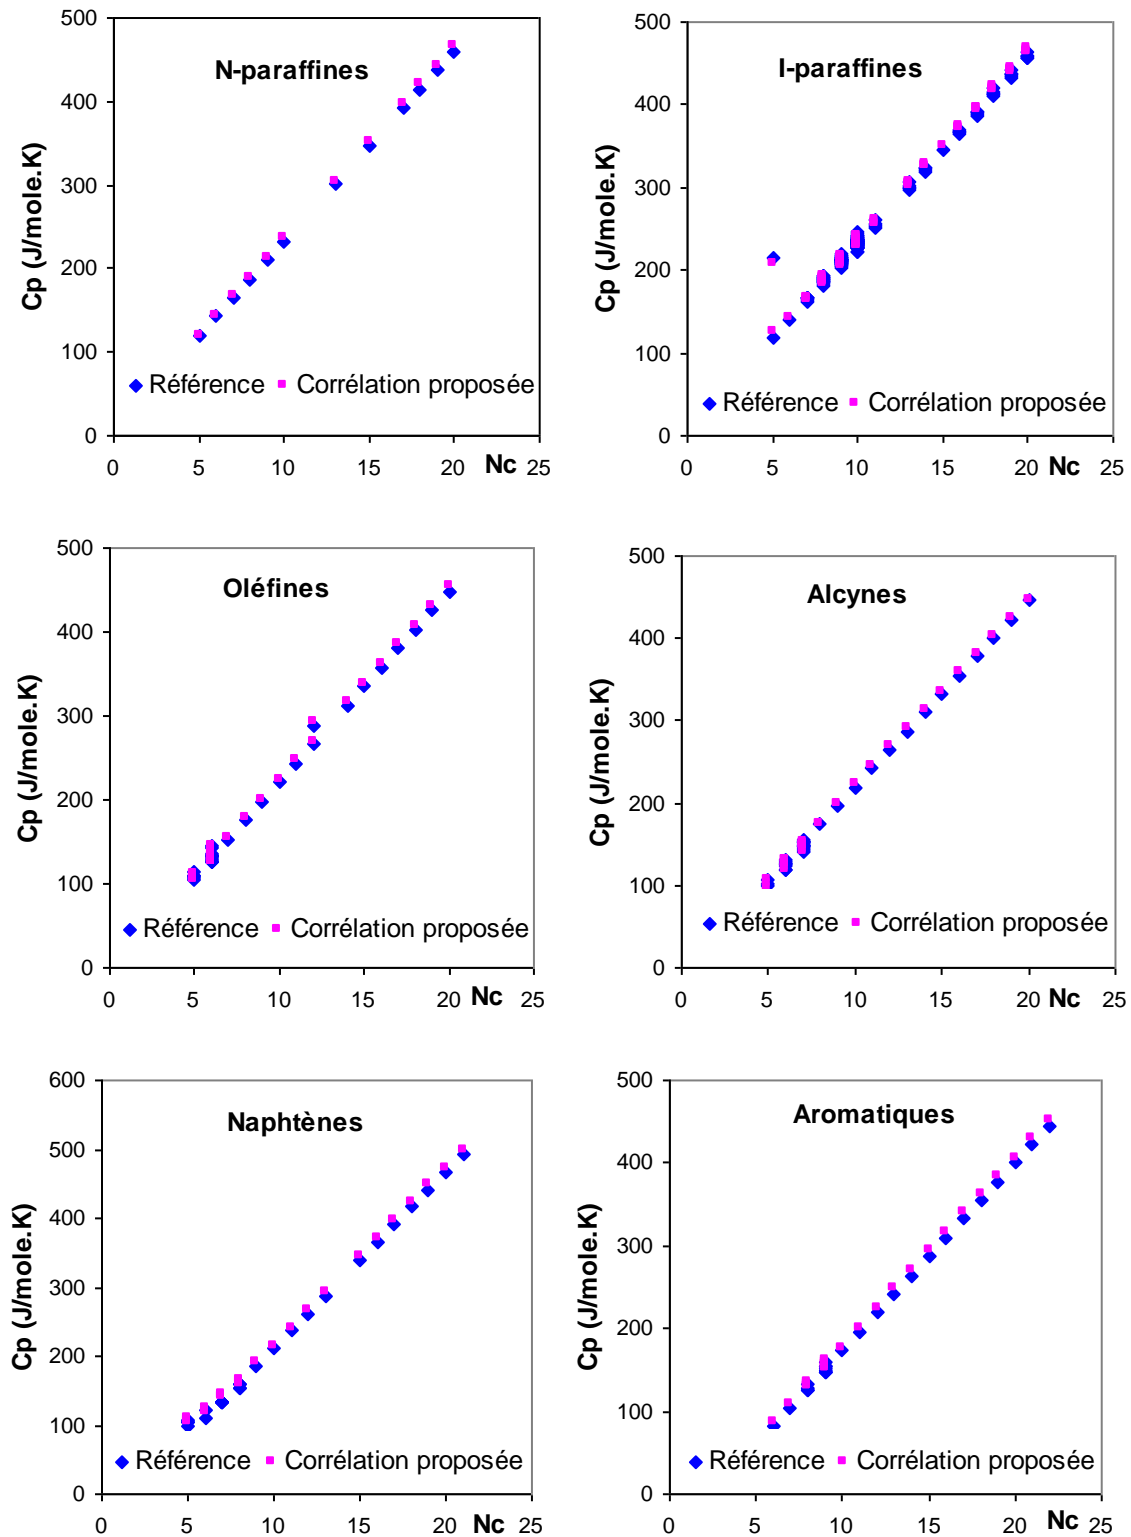 N-paraffines
Cp (J/mole.K)
500
400
300
200
100
0
Référence Corrélation proposée
0 5 10 15 20 Nc 25
I-paraffines
Cp (J/mole.K)
500
400
300
200
100
0
Référence Corrélation proposée
0 5 10 15 20 Nc 25
Oléfines
Cp (J/mole.K)
500
400
300
200
100
0
Référence Corrélation proposée
0 5 10 15 20 Nc 25
Alcynes
Cp (J/mole.K)
500
400
300
200
100
0
Référence Corrélation proposée
0 5 10 15 20 Nc 25
Naphtènes
Cp (J/mole.K)
600
500
400
300
200
100
0
Référence Corrélation proposée
0 5 10 15 20 Nc 25
Aromatiques
Cp (J/mole.K)
500
400
300
200
100
0
Référence Corrélation proposée
0 5 10 15 20 Nc 25